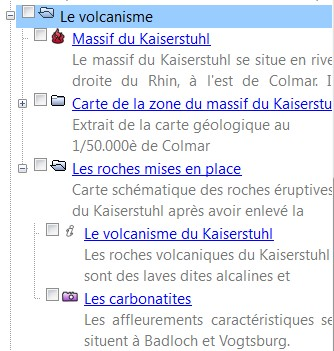 Le volcanisme
Massif du Kaiserstuhl
Le massif du Kaiserstuhl se situe en rive
droite du Rhin, à l'est de Colmar.
Carte de la zone du massif du Kaiserstu
Extrait de la carte géologique au
1/50.000è de Colmar
Les roches mises en place
Carte schématique des roches éruptives
du Kaiserstuhl après avoir enlevé la
Le volcanisme du Kaiserstuhl
Les roches volcaniques du Kaiserstuhl
sont des laves dites alcalines et
Les carbonatites
Les affleurements caractéristiques se
situent à Badloch et Vogtsburg.